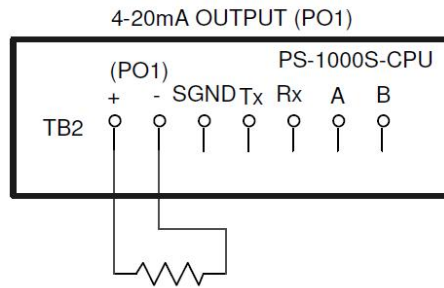 4-20mA OUTPUT (PO1)
PS-1000S-CPU
(PO1)
+ - SGND Tx Rx A B
TB2